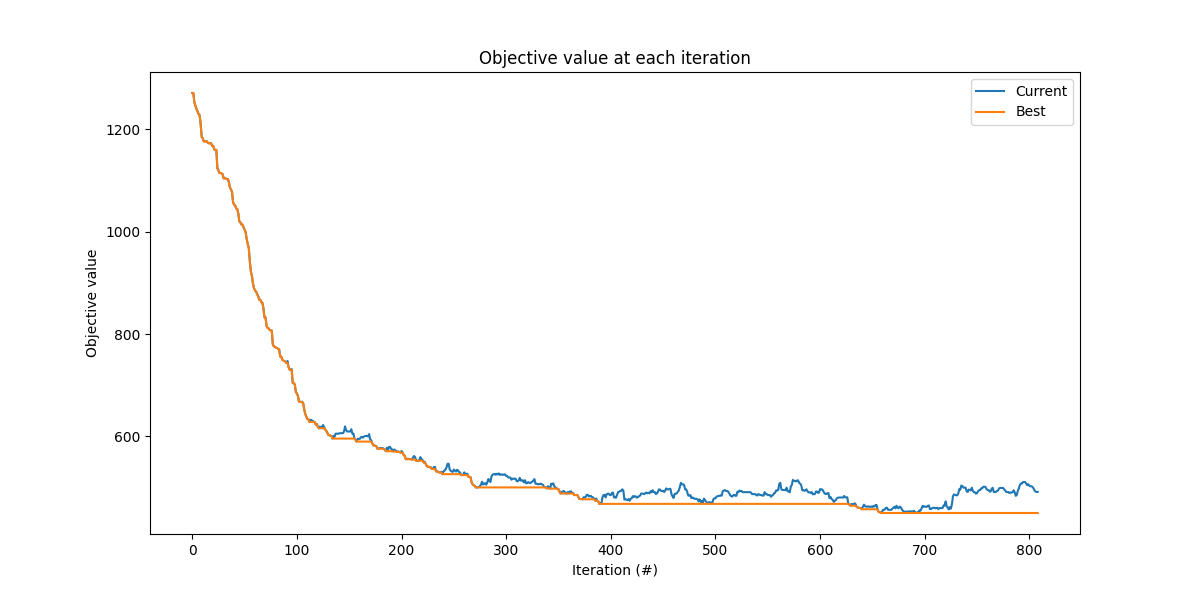 Objective value at each iteration
Current
Best
Objective value
1200
1000
800
600
0 100 200 300 400 500 600 700 800
Iteration (#)